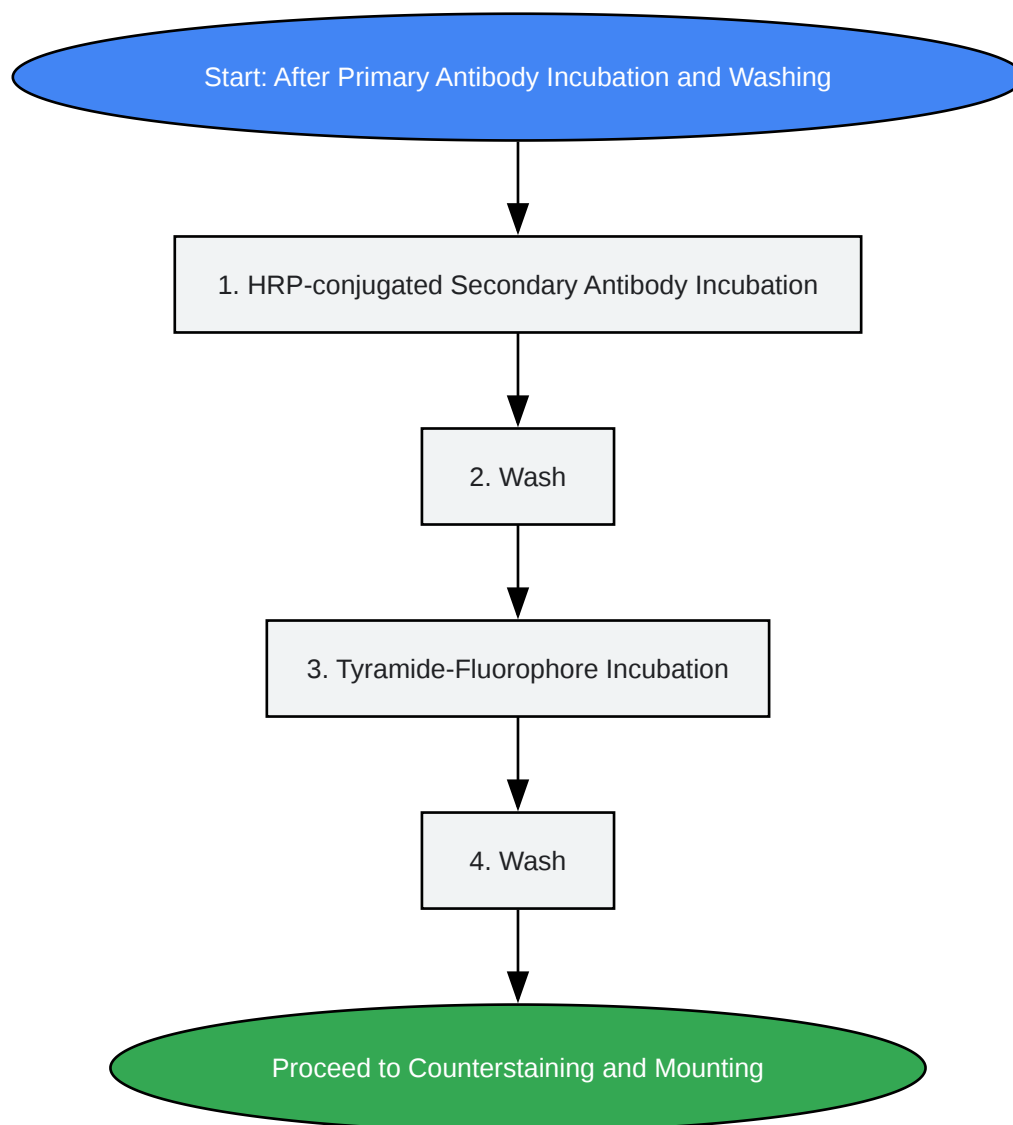 Start: After Primary Antibody Incubation and Washing
1. HRP-conjugated Secondary Antibody Incubation
2. Wash
3. Tyramide-Fluorophore Incubation
4. Wash
Proceed to Counterstaining and Mounting